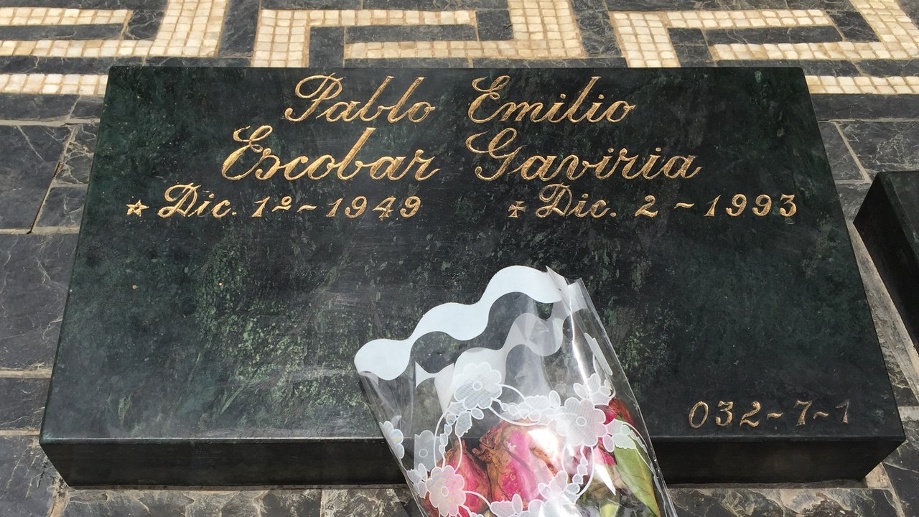 Pablo Emilio
Escobar Gaviria
☆ Dic. 1º~1949 ✠ Dic. 2~1993
032-7-1